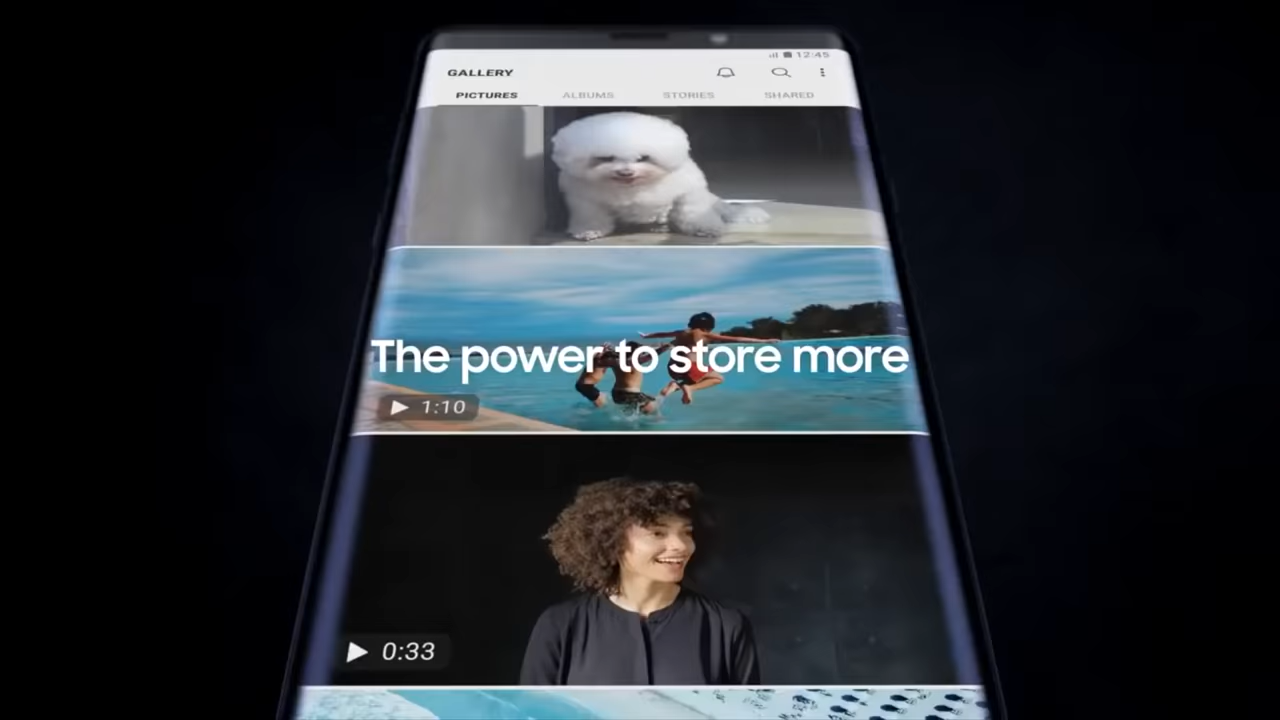 12:45
GALLERY
PICTURES ALBUMS STORIES SHARED
The power to store more
1:10
0:33